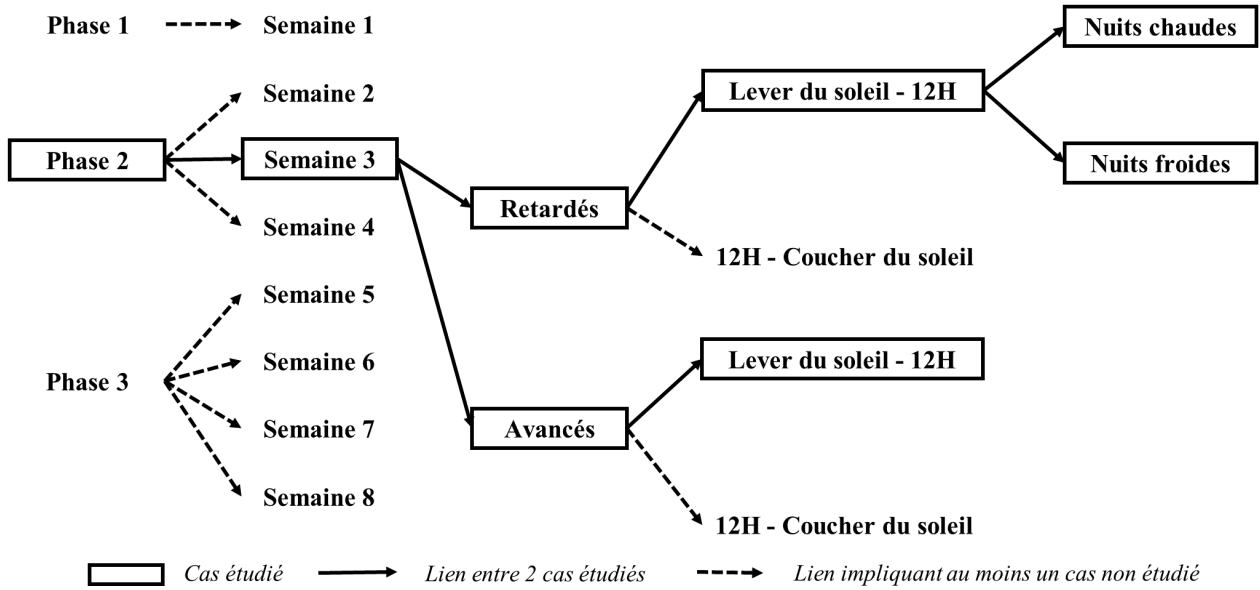 Phase 1
Semaine 1
Semaine 2
Phase 2
Semaine 3
Semaine 4
Semaine 5
Semaine 6
Phase 3
Semaine 7
Semaine 8
Retardés
Avancés
Lever du soleil - 12H
12H - Coucher du soleil
Lever du soleil - 12H
12H - Coucher du soleil
Nuits chaudes
Nuits froides
Cas étudié
Lien entre 2 cas étudiés
Lien impliquant au moins un cas non étudié